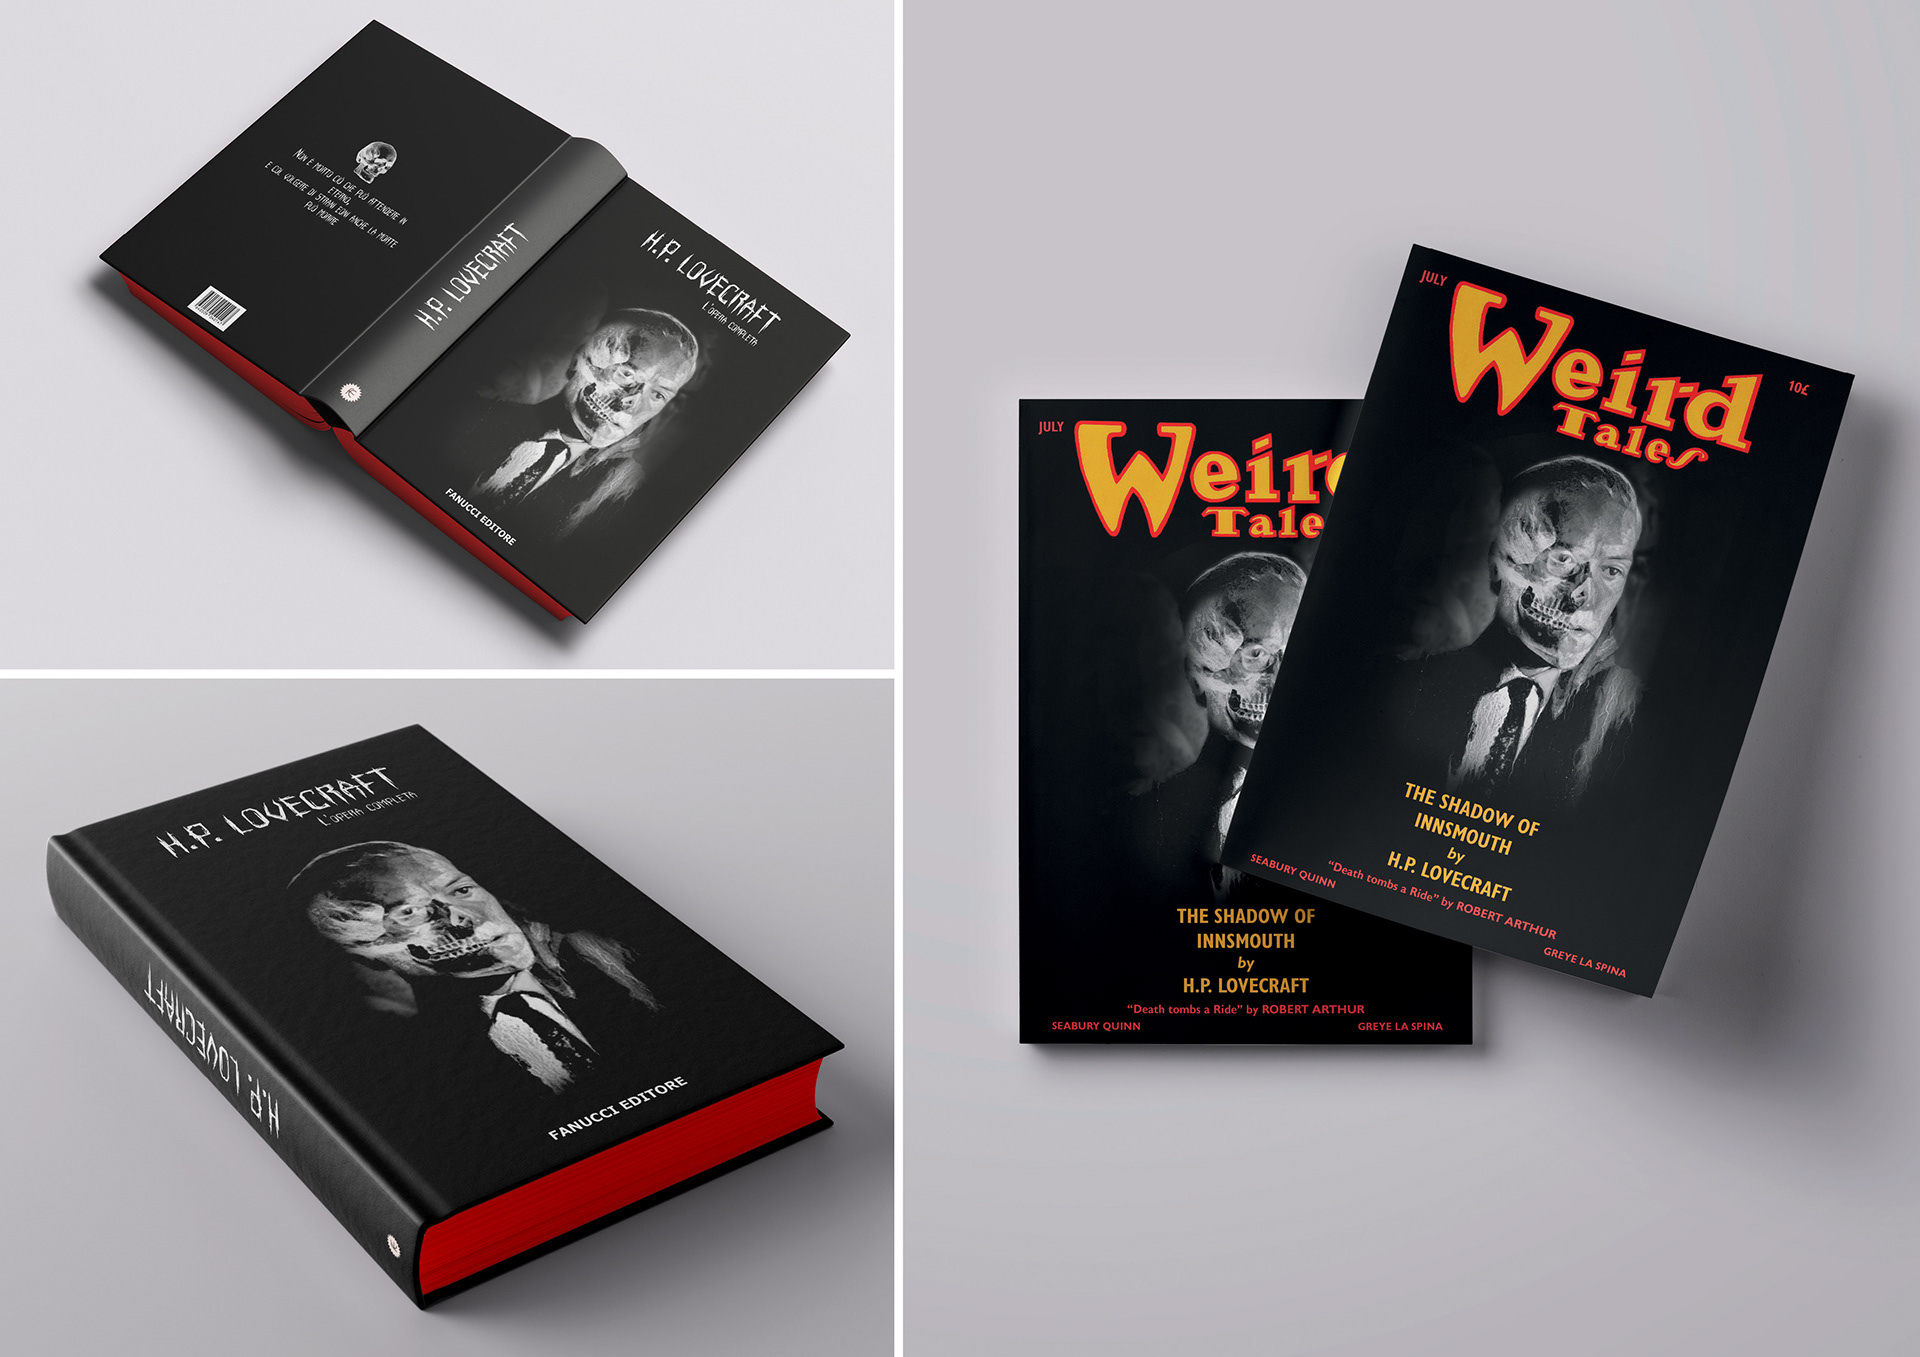 NON È MORTO CIÒ CHE PUÒ ATTENDERE IN
ETERNO,
E COL VOLGERE DI STRANI EONI ANCHE LA MORTE
PUÒ MORIRE
H.P. LOVECRAFT
H.P. LOVECRAFT
L'OPERA COMPLETA
FANUCCI EDITORE
H.P. LOVECRAFT
L'OPERA COMPLETA
FANUCCI EDITORE
H.P. LOVECRAFT
JULY
Weird
Tale
THE SHADOW OF
INNSMOUTH
by
H.P. LOVECRAFT
“Death tombs a Ride” by ROBERT ARTHUR
SEABURY QUINN
GREYE LA SPINA
JULY
Weird
Tales
10£
THE SHADOW OF
INNSMOUTH
by
H.P. LOVECRAFT
SEABURY QUINN
“Death tombs a Ride” by ROBERT ARTHUR
GREYE LA SPINA